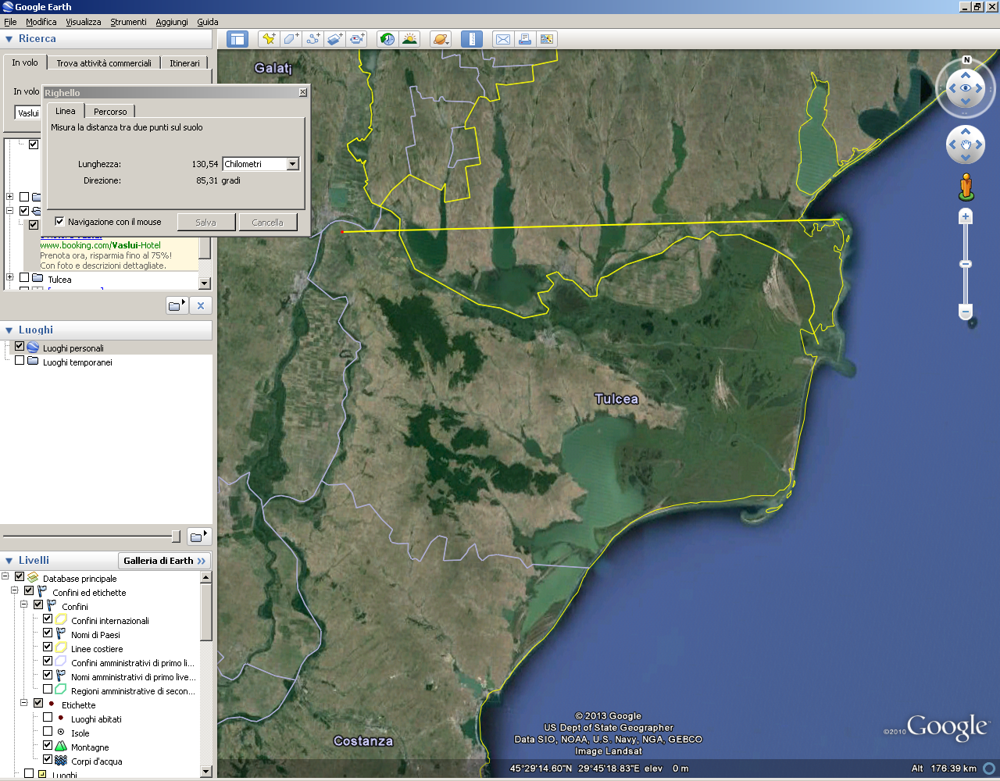 Google Earth
File Modifica Visualizza Strumenti Aggiungi Guida
Ricerca
In volo Trova attività commerciali Itinerari
In volo
Vaslui
Righello
Linea Percorso
Misura la distanza tra due punti sul suolo
Lunghezza: 130,54 Chilometri
Direzione: 85,31 gradi
Navigazione con il mouse Salva Cancella
www.booking.com/Vaslui-Hotel
Prenota ora, risparmia fino al 75%!
Con foto e descrizioni dettagliate.
Tulcea
Luoghi
Luoghi personali
Luoghi temporanei
Livelli Galleria di Earth »
Database principale
Confini ed etichette
Confini
Confini internazionali
Nomi di Paesi
Linee costiere
Confini amministrativi di primo li...
Nomi amministrativi di primo live...
Regioni amministrative di secon...
Etichette
Luoghi abitati
Isole
Montagne
Corpi d'acqua
Luoghi
Galați
N
Tulcea
Costanza
© 2013 Google
US Dept of State Geographer
Data SIO, NOAA, U.S. Navy, NGA, GEBCO
Image Landsat
©2010 Google
45°29'14.60"N 29°45'18.83"E elev 0 m
Alt 176.39 km